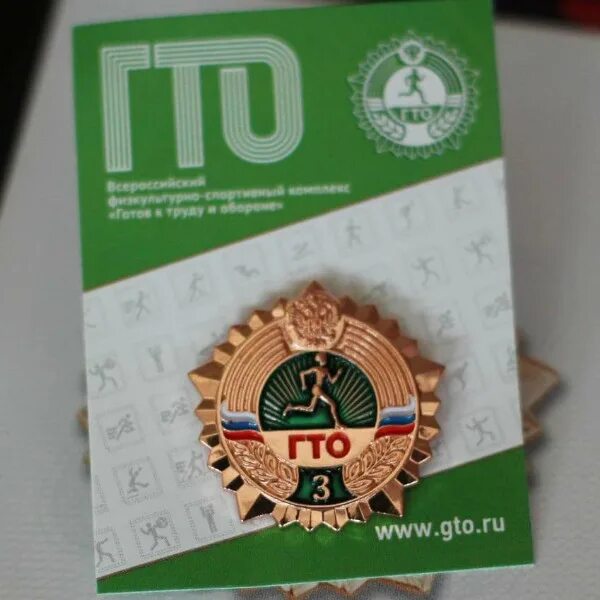 ГТО
ГТО
Всероссийский
физкультурно-спортивный комплекс
«Готов к труду и обороне»
ГТО
3
www.gto.ru